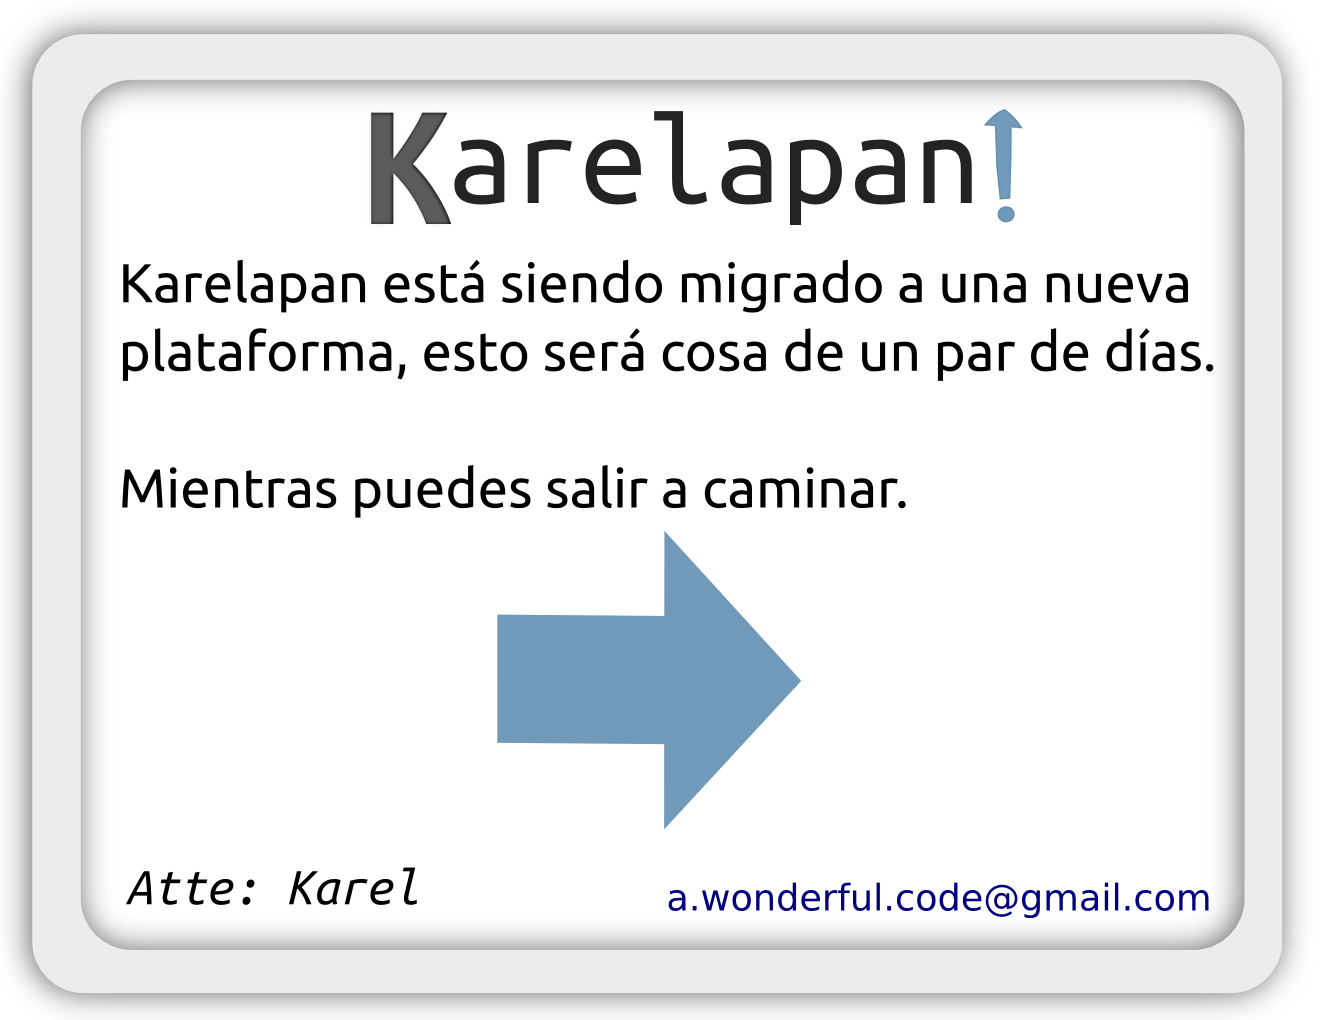 Karelapan!
Karelapan está siendo migrado a una nueva
plataforma, esto será cosa de un par de días.
Mientras puedes salir a caminar.
Atte: Karel
a.wonderful.code@gmail.com